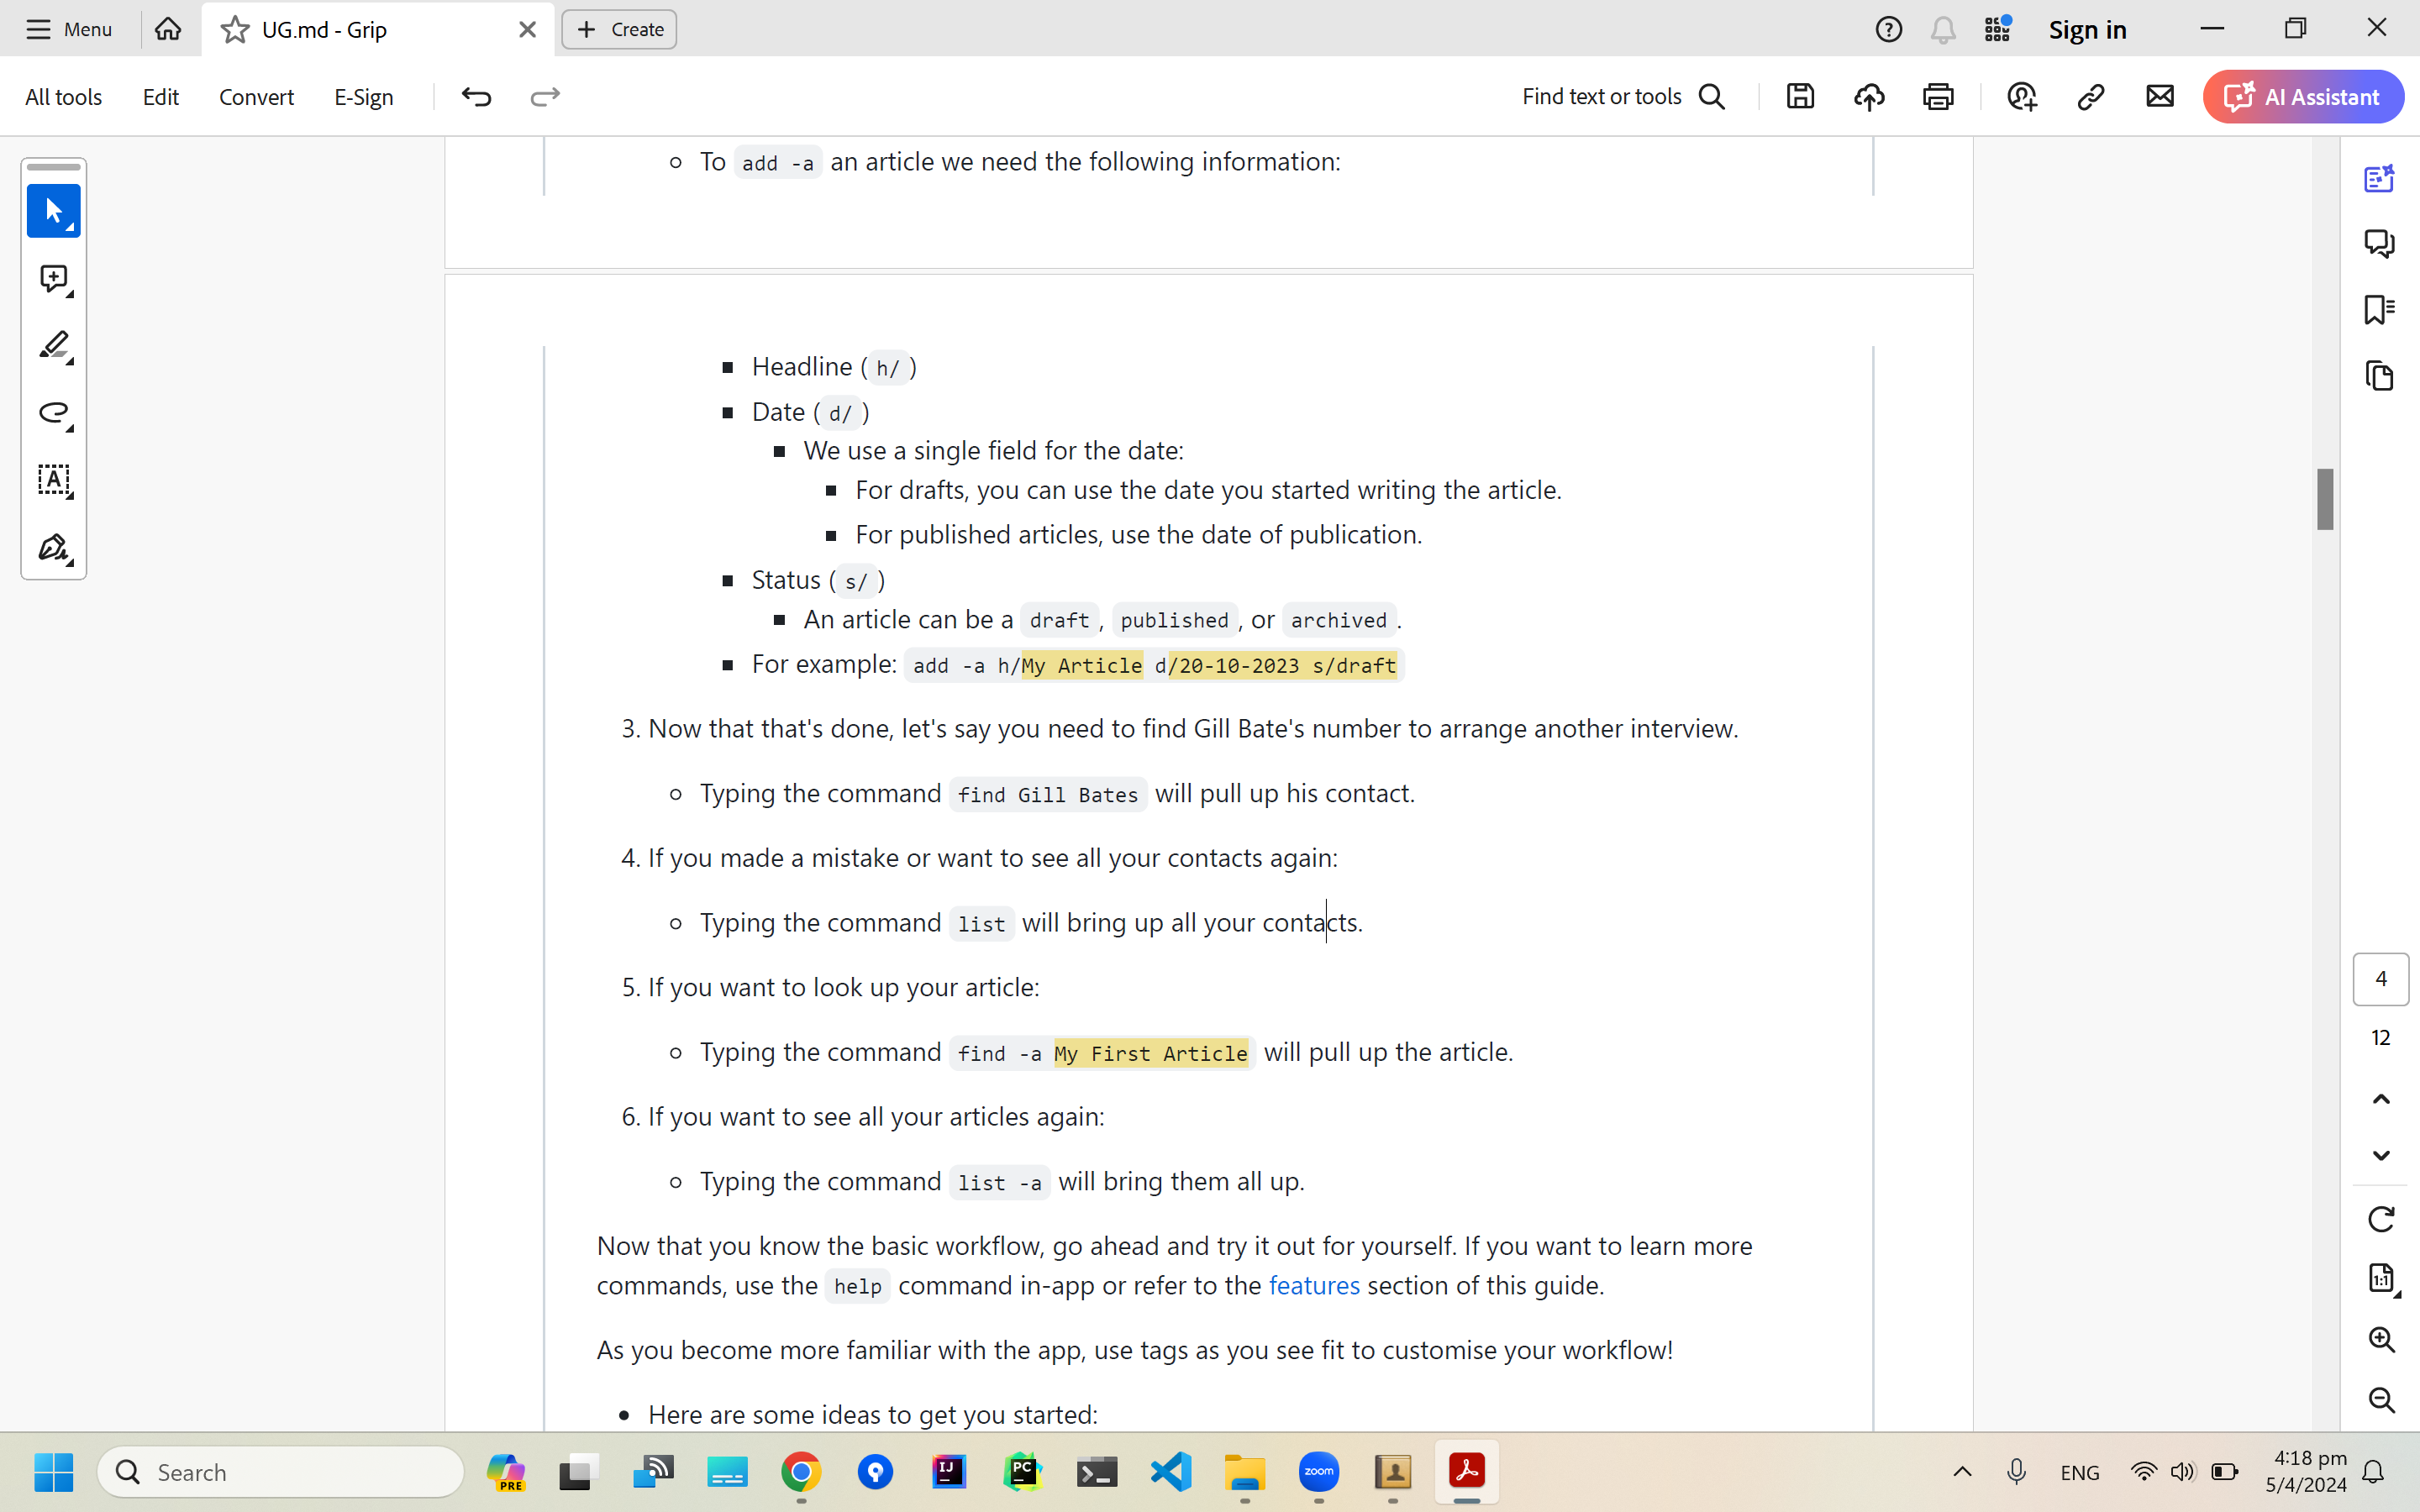 Menu
UG.md - Grip
Create
Sign in
All tools
Edit
Convert
E-Sign
Find text or tools
AI Assistant
To add -a an article we need the following information:
Headline ( h/ )
Date ( d/ )
We use a single field for the date:
For drafts, you can use the date you started writing the article.
For published articles, use the date of publication.
Status ( s/ )
An article can be a draft , published , or archived .
For example: add -a h/My Article d/20-10-2023 s/draft
3. Now that that's done, let's say you need to find Gill Bate's number to arrange another interview.
Typing the command find Gill Bates will pull up his contact.
4. If you made a mistake or want to see all your contacts again:
Typing the command list will bring up all your contacts.
5. If you want to look up your article:
Typing the command find -a My First Article will pull up the article.
6. If you want to see all your articles again:
Typing the command list -a will bring them all up.
Now that you know the basic workflow, go ahead and try it out for yourself. If you want to learn more
commands, use the help command in-app or refer to the features section of this guide.
As you become more familiar with the app, use tags as you see fit to customise your workflow!
Here are some ideas to get you started:
4
12
1:1
Search
PRE
IJ
PC
zoom
ENG
4:18 pm
5/4/2024